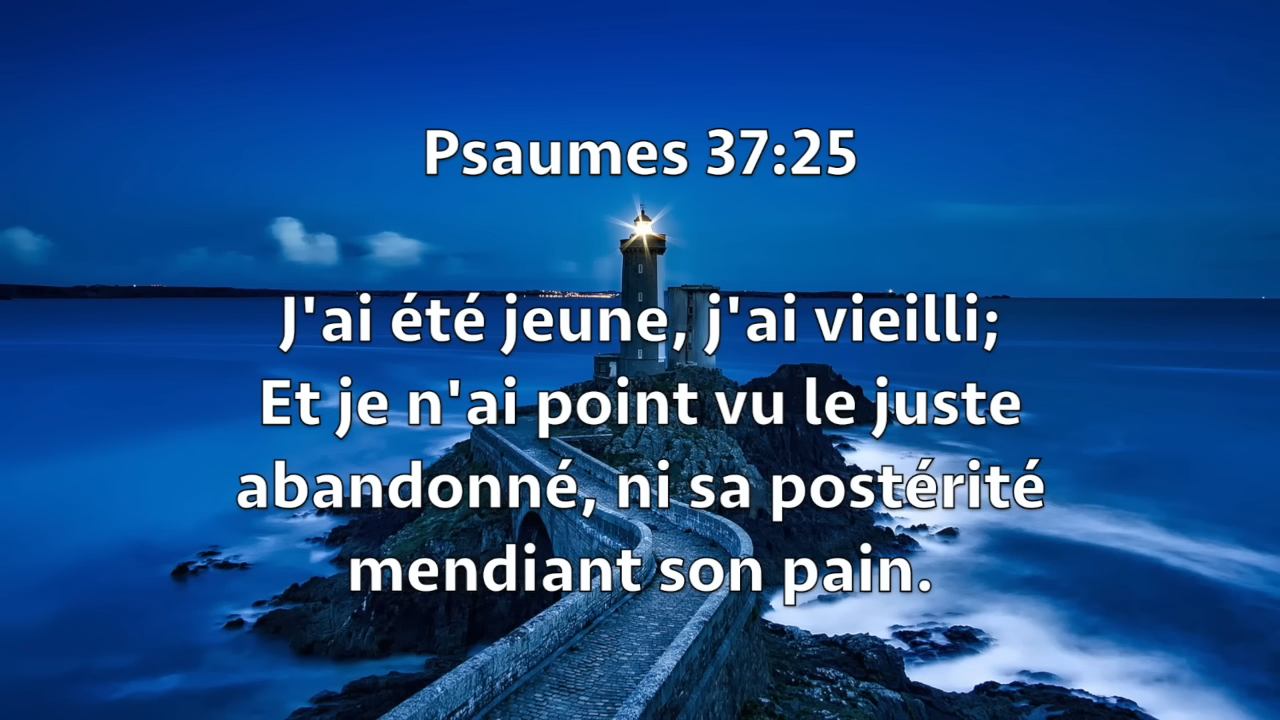 Psaumes 37:25
J'ai été jeune, j'ai vieilli;
Et je n'ai point vu le juste
abandonné, ni sa postérité
mendiant son pain.